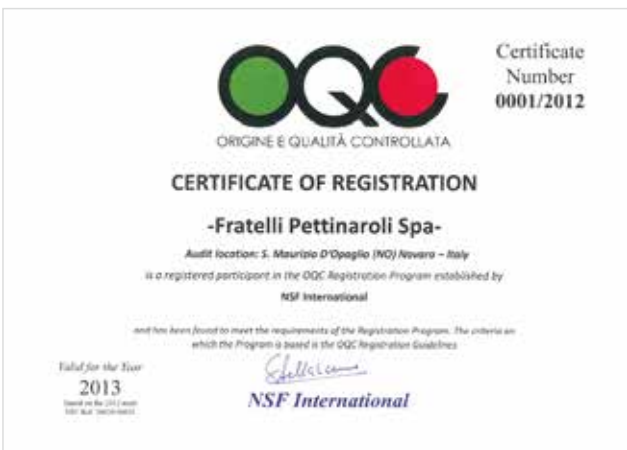 OQC
ORIGINE E QUALITÀ CONTROLLATA
Certificate
Number
0001/2012
CERTIFICATE OF REGISTRATION
-Fratelli Pettinaroli Spa-
Audit location: S. Maurizio D'Opaglio (NO) Novara – Italy
is a registered participant in the OQC Registration Program established by
NSF International
and has been found to meet the requirements of the Registration Program. The criteria on
which the Program is based is the OQC Registration Guidelines
Valid for the Year
2013
NSF International